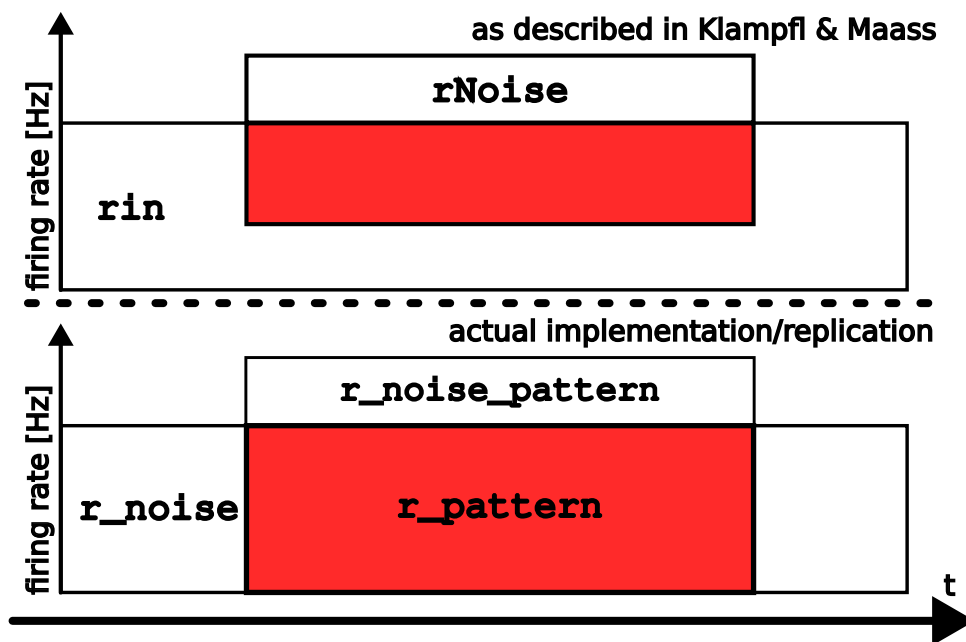 as described in Klampfl & Maass
firing rate [Hz]
rNoise
rin
actual implementation/replication
firing rate [Hz]
r_noise_pattern
r_noise
r_pattern
t